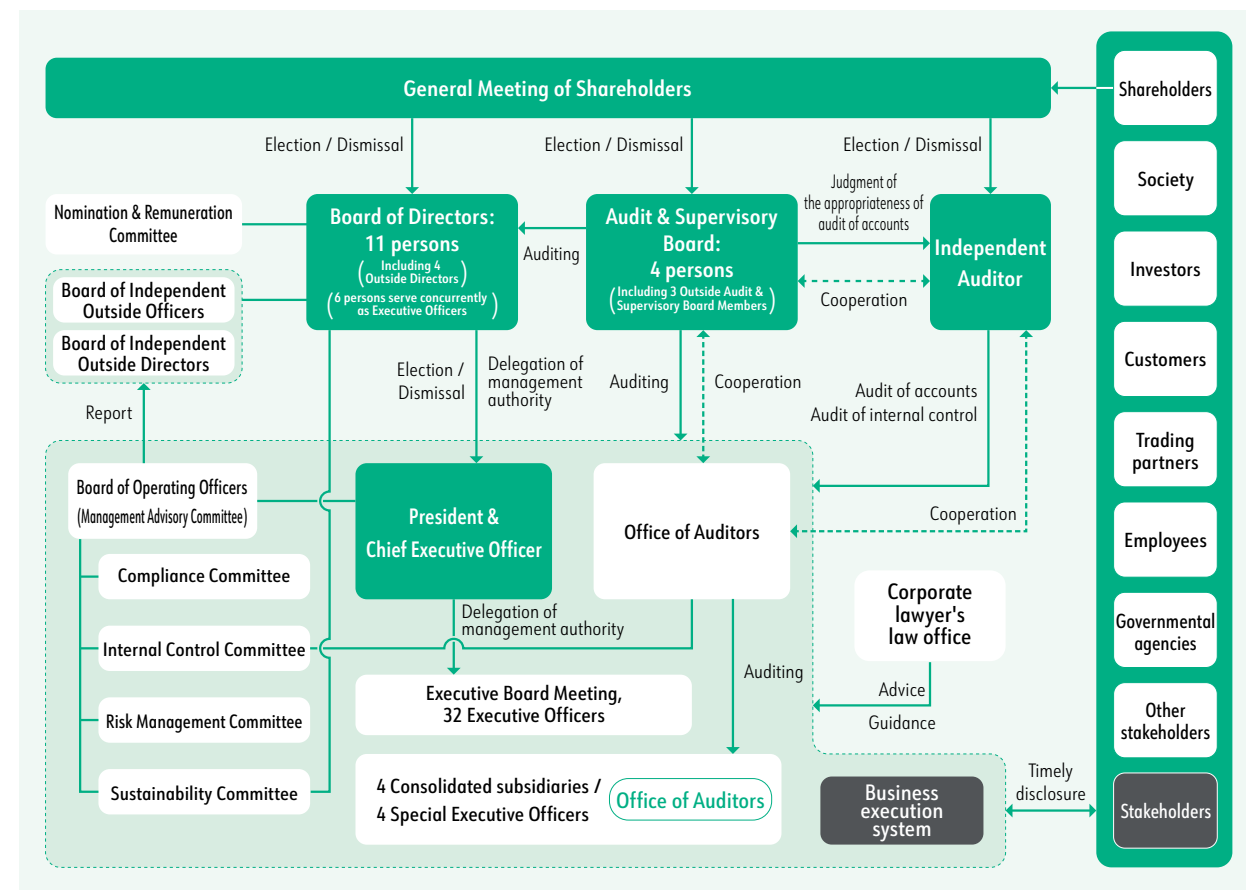 General Meeting of Shareholders
Election / Dismissal
Election / Dismissal
Election / Dismissal
Nomination & Remuneration
Committee
Board of Independent
Outside Officers
Board of Independent
Outside Directors
Report
Board of Directors:
11 persons
(Including 4
Outside Directors)
(6 persons serve concurrently
as Executive Officers)
Auditing
Audit & Supervisory
Board:
4 persons
(Including 3 Outside Audit &
Supervisory Board Members)
Judgment of
the appropriateness of
audit of accounts
Cooperation
Independent
Auditor
Election /
Dismissal
Delegation of
management
authority
Auditing
Cooperation
Audit of accounts
Audit of internal control
Cooperation
Board of Operating Officers
(Management Advisory Committee)
Compliance Committee
Internal Control Committee
Risk Management Committee
Sustainability Committee
President &
Chief Executive Officer
Office of Auditors
Delegation of
management authority
Executive Board Meeting,
32 Executive Officers
Auditing
4 Consolidated subsidiaries /
4 Special Executive Officers
Office of Auditors
Corporate
lawyer's
law office
Advice
Guidance
Business
execution
system
Timely
disclosure
Shareholders
Society
Investors
Customers
Trading
partners
Employees
Governmental
agencies
Other
stakeholders
Stakeholders